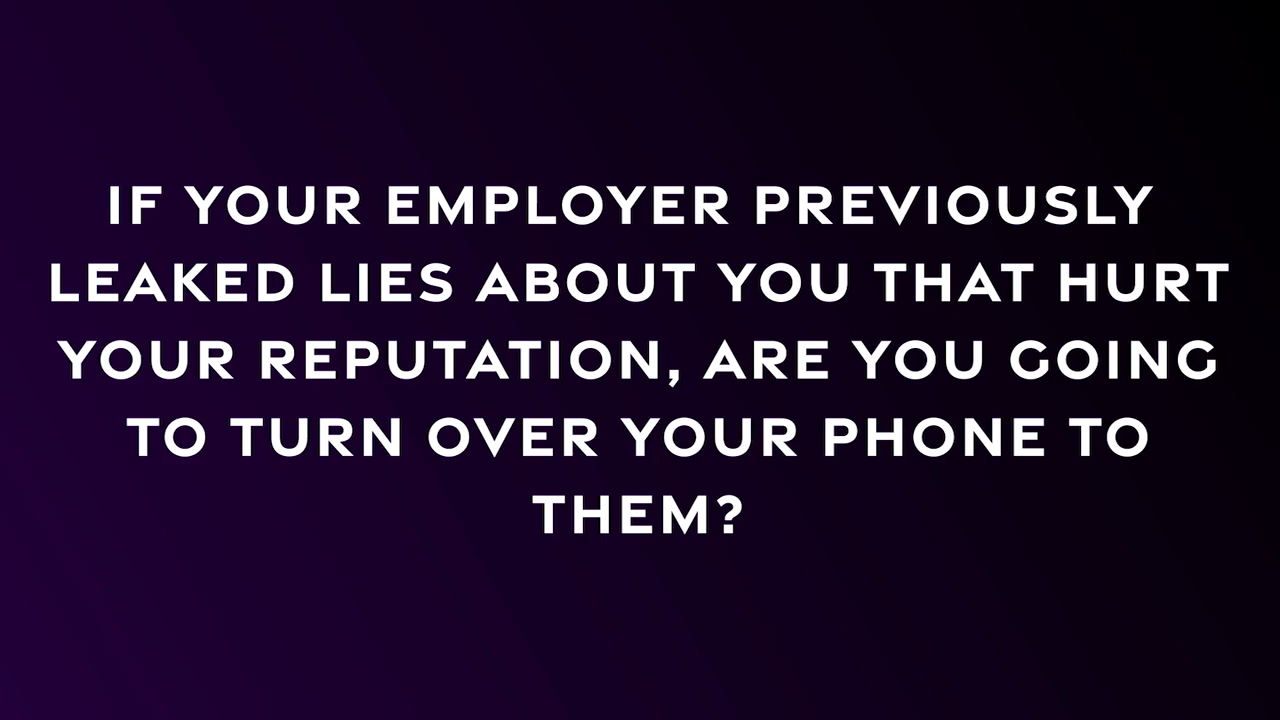 IF YOUR EMPLOYER PREVIOUSLY
LEAKED LIES ABOUT YOU THAT HURT
YOUR REPUTATION, ARE YOU GOING
TO TURN OVER YOUR PHONE TO
THEM?